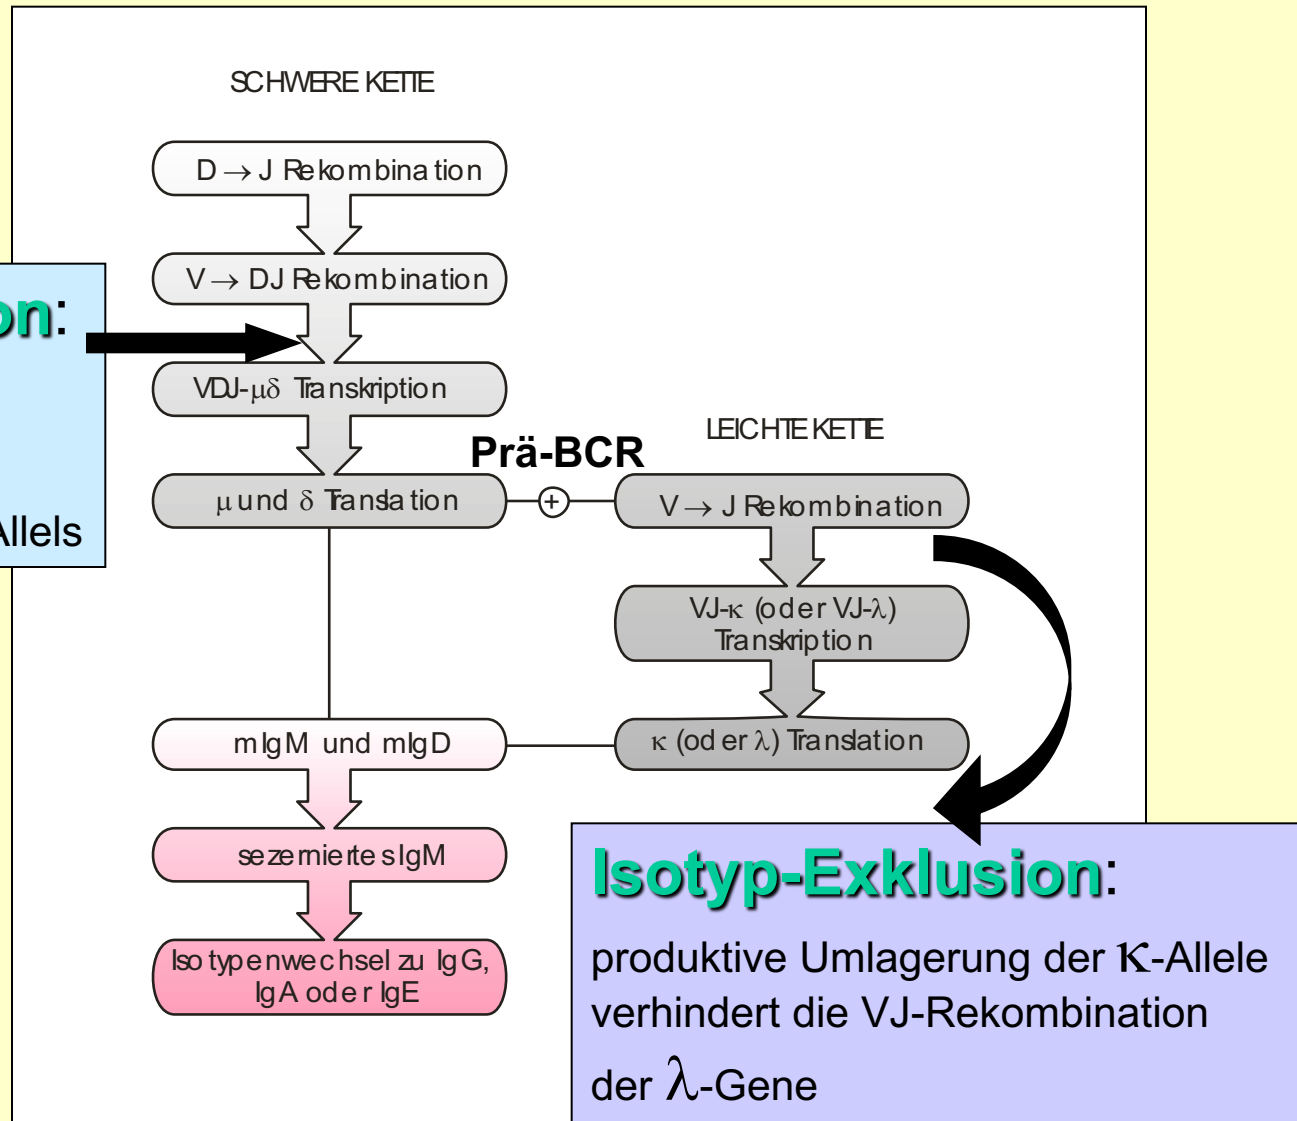 SCHWERE KETTE
D → J Rekombination
V → DJ Rekombination
on:
VDJ-μδ Transkription
Allels
LEICHTE KETTE
Prä-BCR
μ und δ Translation
+
V → J Rekombination
VJ-κ (oder VJ-λ)
Transkription
mIgM und mIgD
κ (oder λ) Translation
sezerniertes IgM
Isotypenwechsel zu IgG,
IgA oder IgE
Isotyp-Exklusion:
produktive Umlagerung der κ-Allele
verhindert die VJ-Rekombination
der λ-Gene